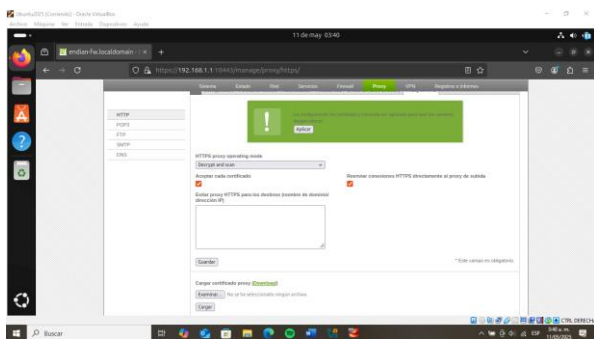 Ubuntu2025 [Corriendo] - Oracle VirtualBox
Archivo Máquina Ver Entrada Dispositivos Ayuda
11 de may 03:40
endian-fw.localdomain -
https://192.168.1.1:10443/manage/proxy/https/
Sistema Estado Red Servicios Firewall Proxy VPN Registros e Informes
HTTP
POP3
FTP
SMTP
DNS
Aplicar
HTTPS proxy operating mode
Decrypt and scan
Aceptar cada certificado
Reenviar conexiones HTTPS directamente al proxy de subida
Evitar proxy HTTPS para los destinos (nombre de dominio/
dirección IP)
Guardar
* Este campo es obligatorio.
Cargar certificado proxy (Download)
Examinar... No se ha seleccionado ningún archivo.
Cargar
CTRL DERECHA
Buscar
ESP
3:40 a. m.
11/05/2025